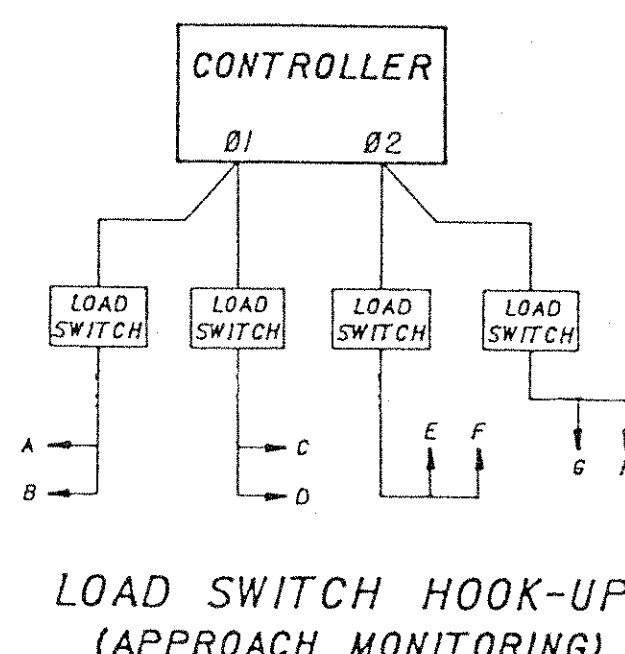 CONTROLLER
Ø1 Ø2
LOAD SWITCH
LOAD SWITCH
LOAD SWITCH
LOAD SWITCH
A
B
C
D
E F
G
LOAD SWITCH HOOK-UP
(APPROACH MONITORING)